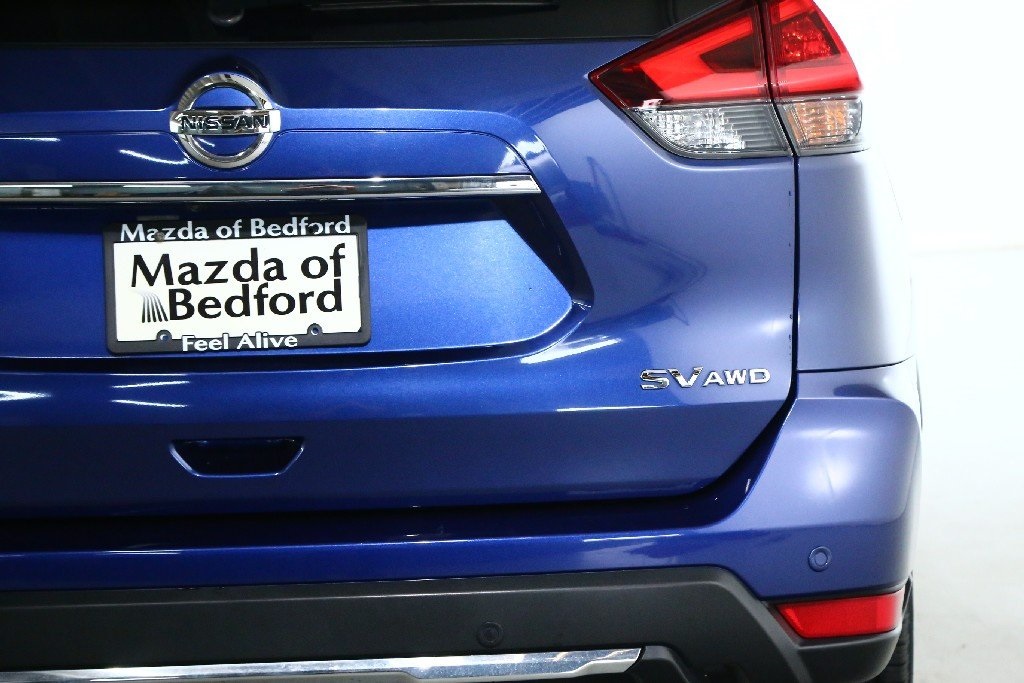 NISSAN
Mazda of Bedford
Mazda of
Bedford
Feel Alive
SV AWD